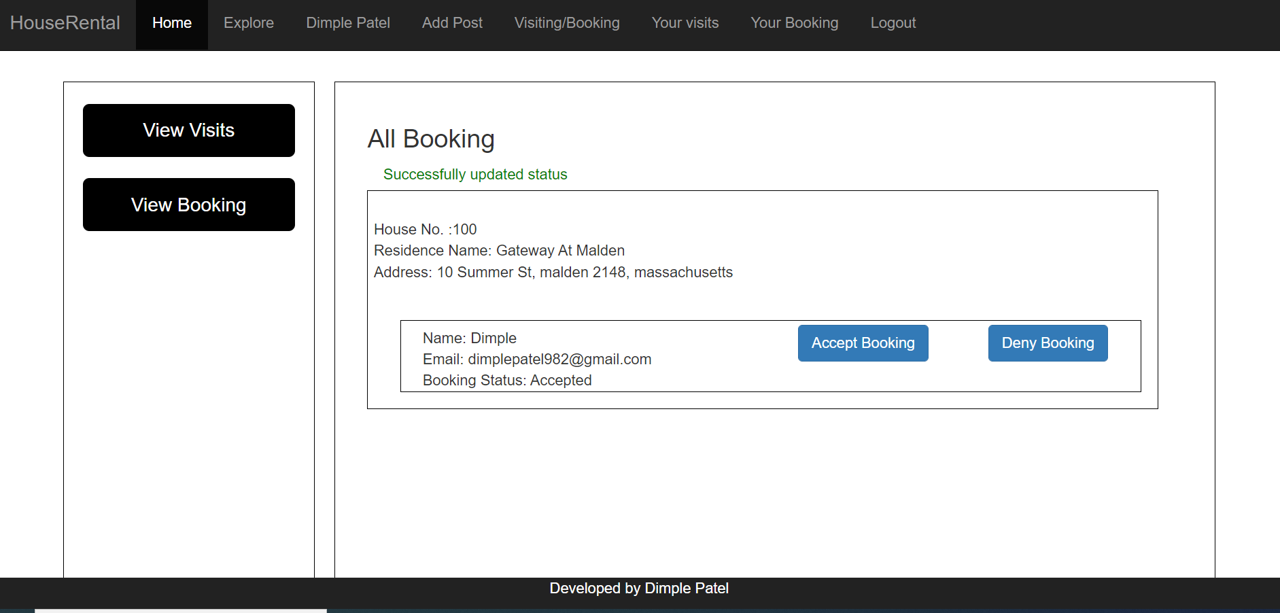 HouseRental Home Explore Dimple Patel Add Post Visiting/Booking Your visits Your Booking Logout
View Visits
View Booking
All Booking
Successfully updated status
House No. :100
Residence Name: Gateway At Malden
Address: 10 Summer St, malden 2148, massachusetts
Name: Dimple
Email: dimplepatel982@gmail.com
Booking Status: Accepted
Accept Booking
Deny Booking
Developed by Dimple Patel